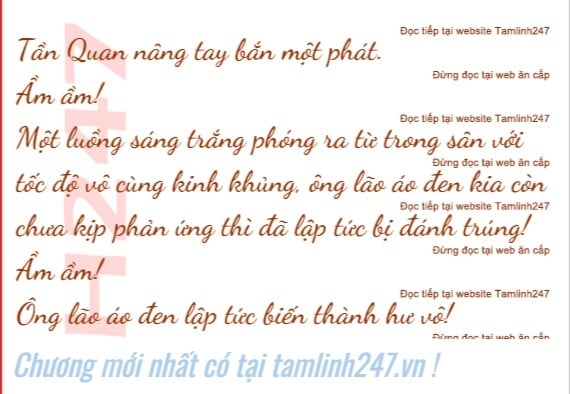 Đọc tiếp tại website Tamlinh247
Tần Quan nâng tay bắn một phát.
Đừng đọc tại web ăn cắp
Ầm ầm!
Đọc tiếp tại website Tamlinh247
Một luồng sáng trắng phóng ra từ trong sân với
Đừng đọc tại web ăn cắp
tốc độ vô cùng kinh khủng, ông lão áo đen kia còn
Đọc tiếp tại website Tamlinh247
chưa kịp phản ứng thì đã lập tức bị đánh trúng!
Đừng đọc tại web ăn cắp
Ầm ầm!
Đọc tiếp tại website Tamlinh247
Ông lão áo đen lập tức biến thành hư vô!
Đừng đọc tại web ăn cắp
H247
Chương mới nhất có tại tamlinh247.vn !